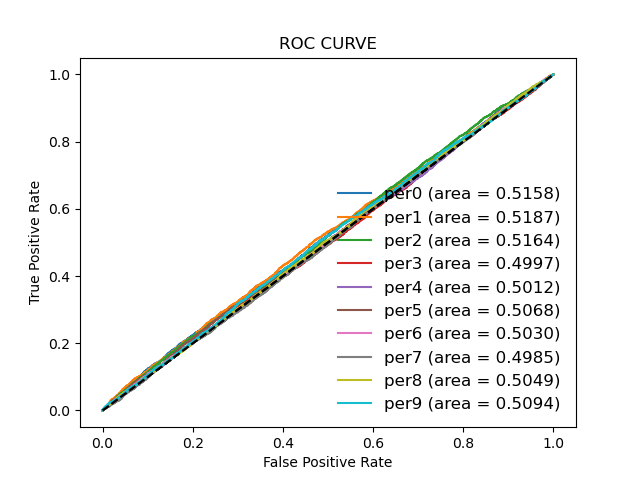 ROC CURVE
1.0
0.8
0.6
0.4
0.2
0.0
True Positive Rate
per0 (area = 0.5158)
per1 (area = 0.5187)
per2 (area = 0.5164)
per3 (area = 0.4997)
per4 (area = 0.5012)
per5 (area = 0.5068)
per6 (area = 0.5030)
per7 (area = 0.4985)
per8 (area = 0.5049)
per9 (area = 0.5094)
0.0 0.2 0.4 0.6 0.8 1.0
False Positive Rate